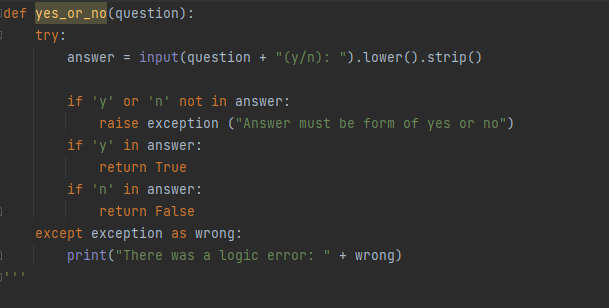 def yes_or_no(question):
    try:
        answer = input(question + "(y/n): ").lower().strip()
        if 'y' or 'n' not in answer:
            raise exception ("Answer must be form of yes or no")
        if 'y' in answer:
            return True
        if 'n' in answer:
            return False
    except exception as wrong:
        print("There was a logic error: " + wrong)
'''